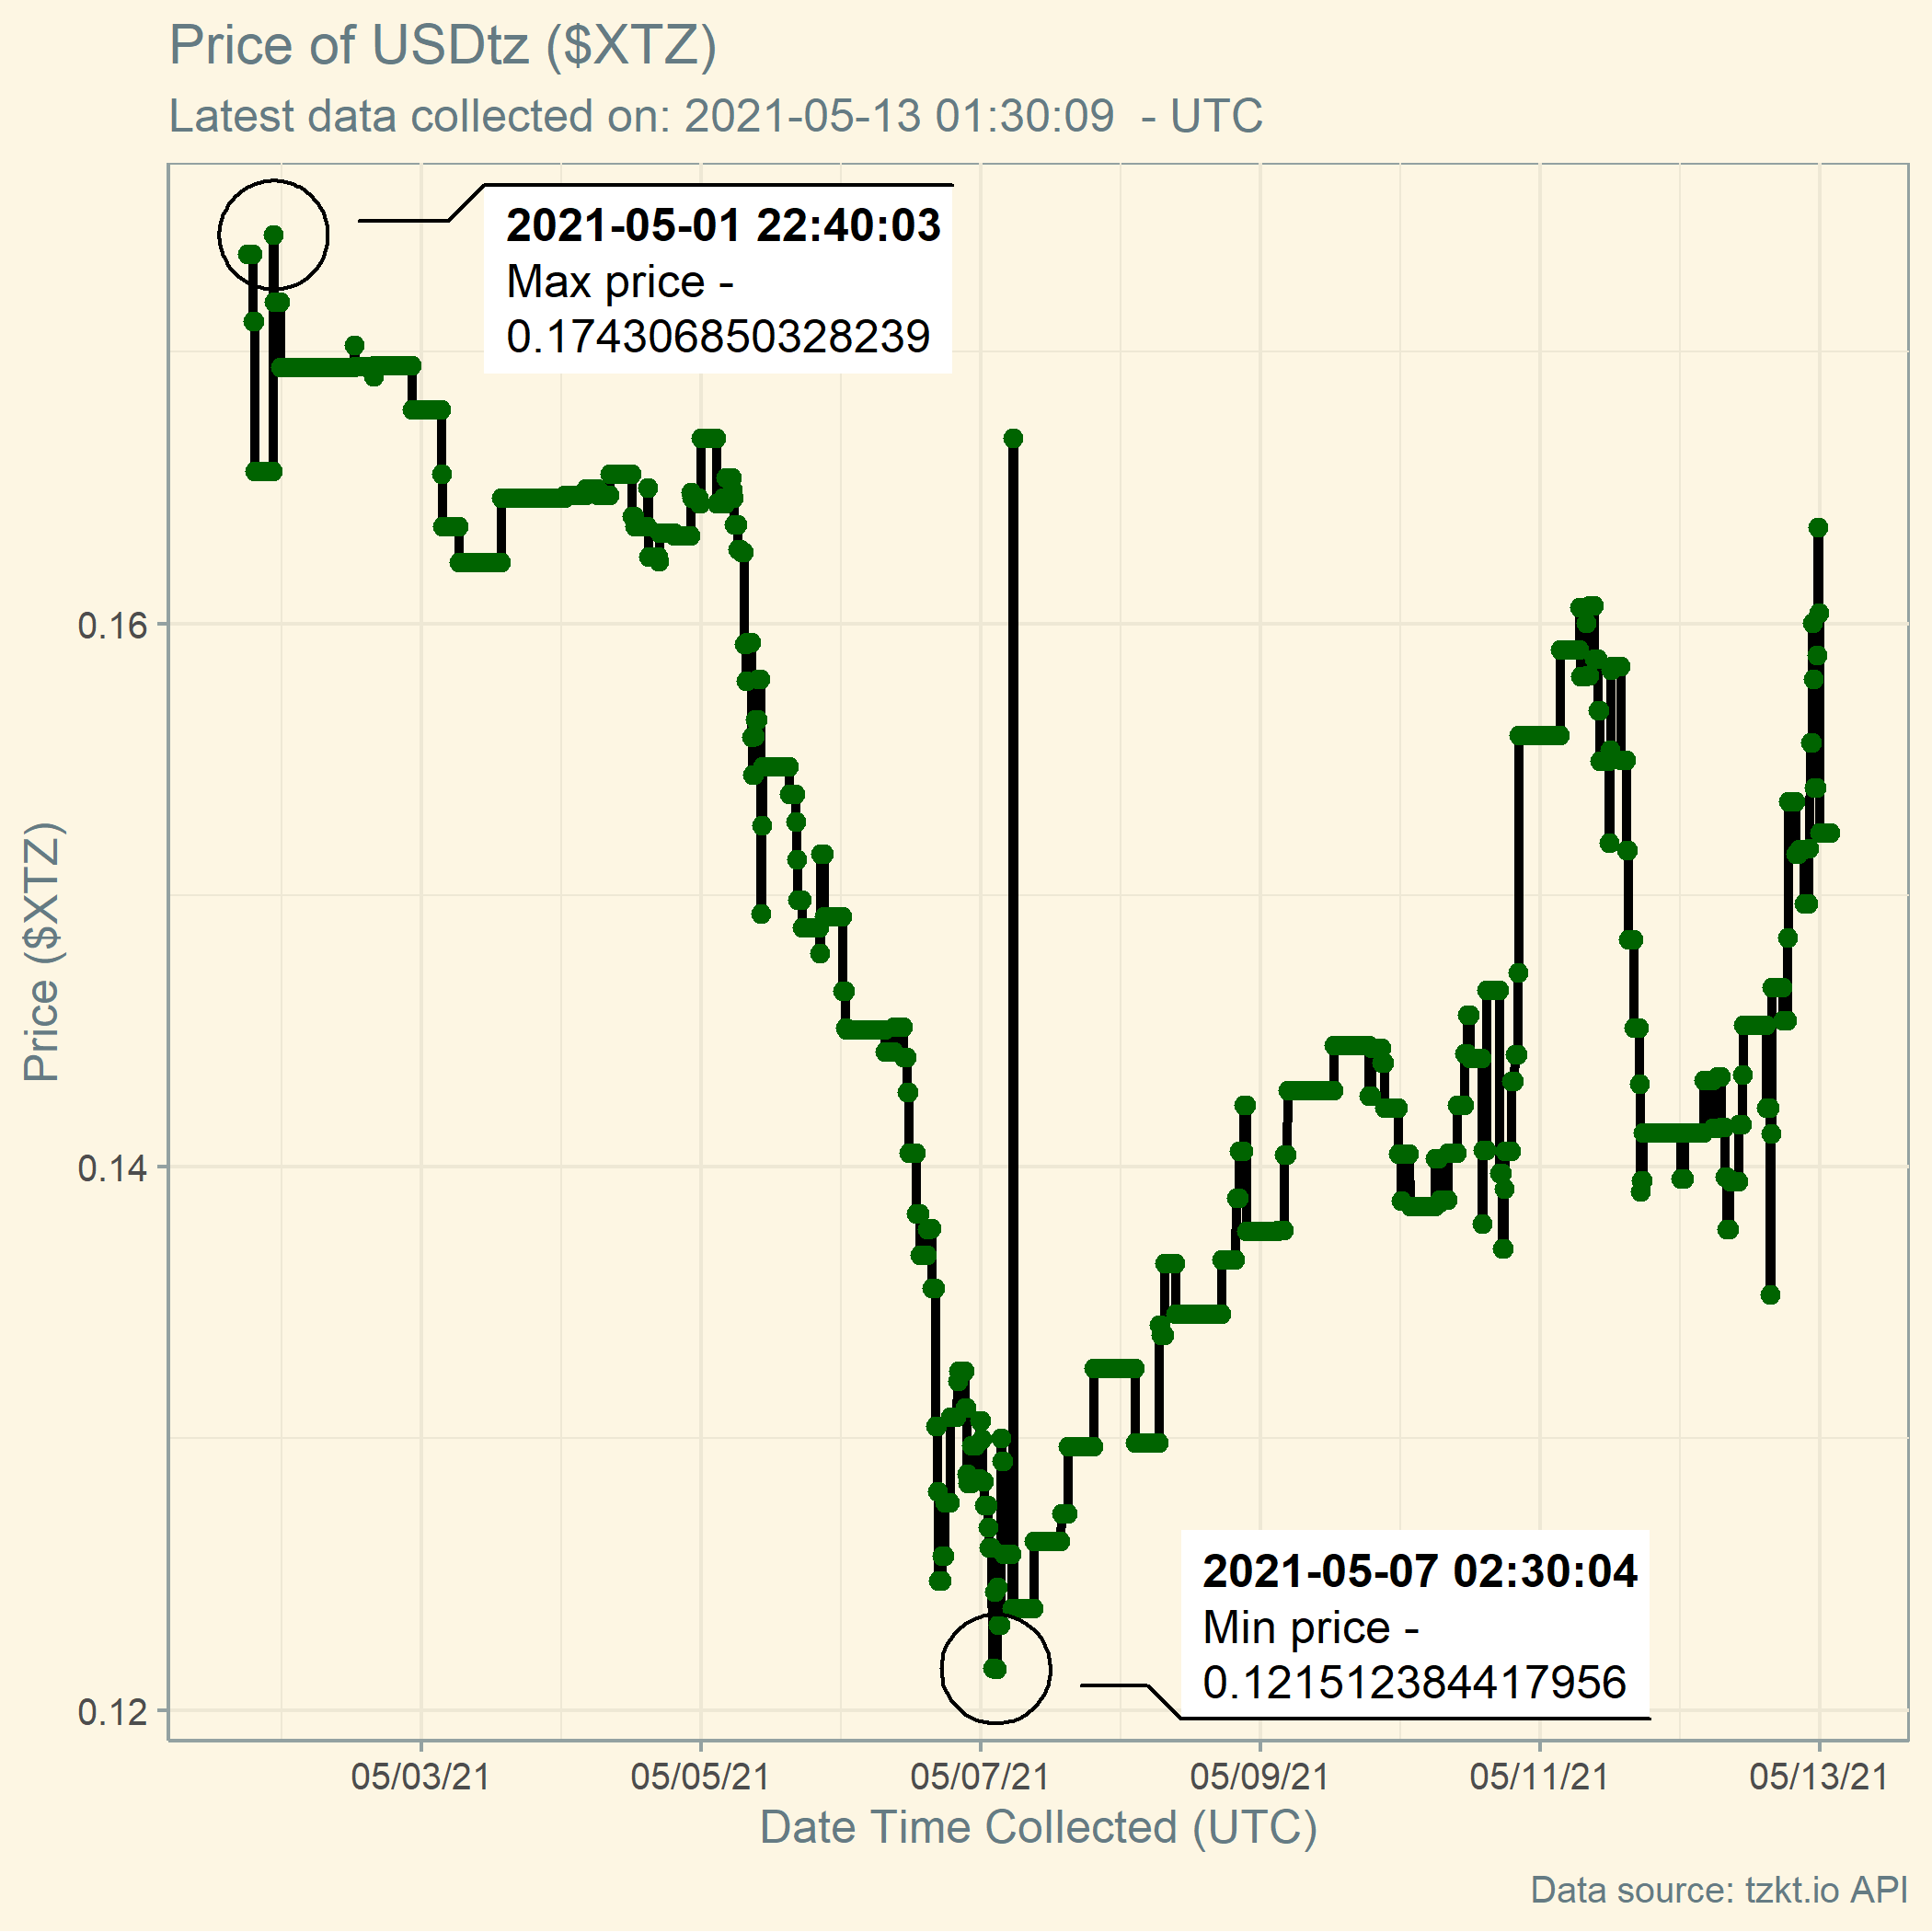 Price of USDtz ($XTZ)
Latest data collected on: 2021-05-13 01:30:09  - UTC
2021-05-01 22:40:03
Max price -
0.174306850328239
0.16
0.14
0.12
Price ($XTZ)
2021-05-07 02:30:04
Min price -
0.121512384417956
05/03/21
05/05/21
05/07/21
05/09/21
05/11/21
05/13/21
Date Time Collected (UTC)
Data source: tzkt.io API